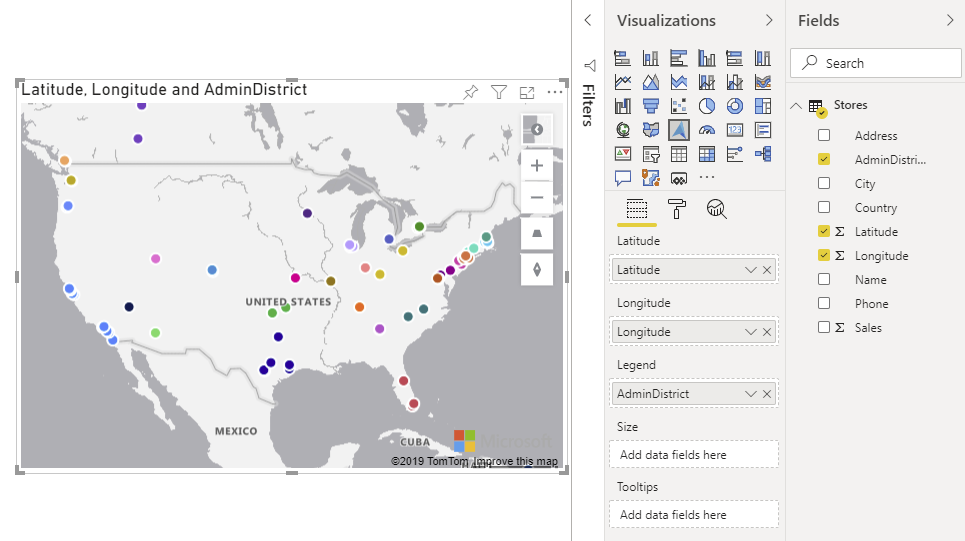 Latitude, Longitude and AdminDistrict
UNITED STATES
MEXICO
CUBA
Microsoft
©2019 TomTom Improve this map
Filters
Visualizations
123
R
Py
Latitude
Latitude
Longitude
Longitude
Legend
AdminDistrict
Size
Add data fields here
Tooltips
Add data fields here
Fields
Search
Stores
Address
AdminDistri...
City
Country
Latitude
Longitude
Name
Phone
Sales